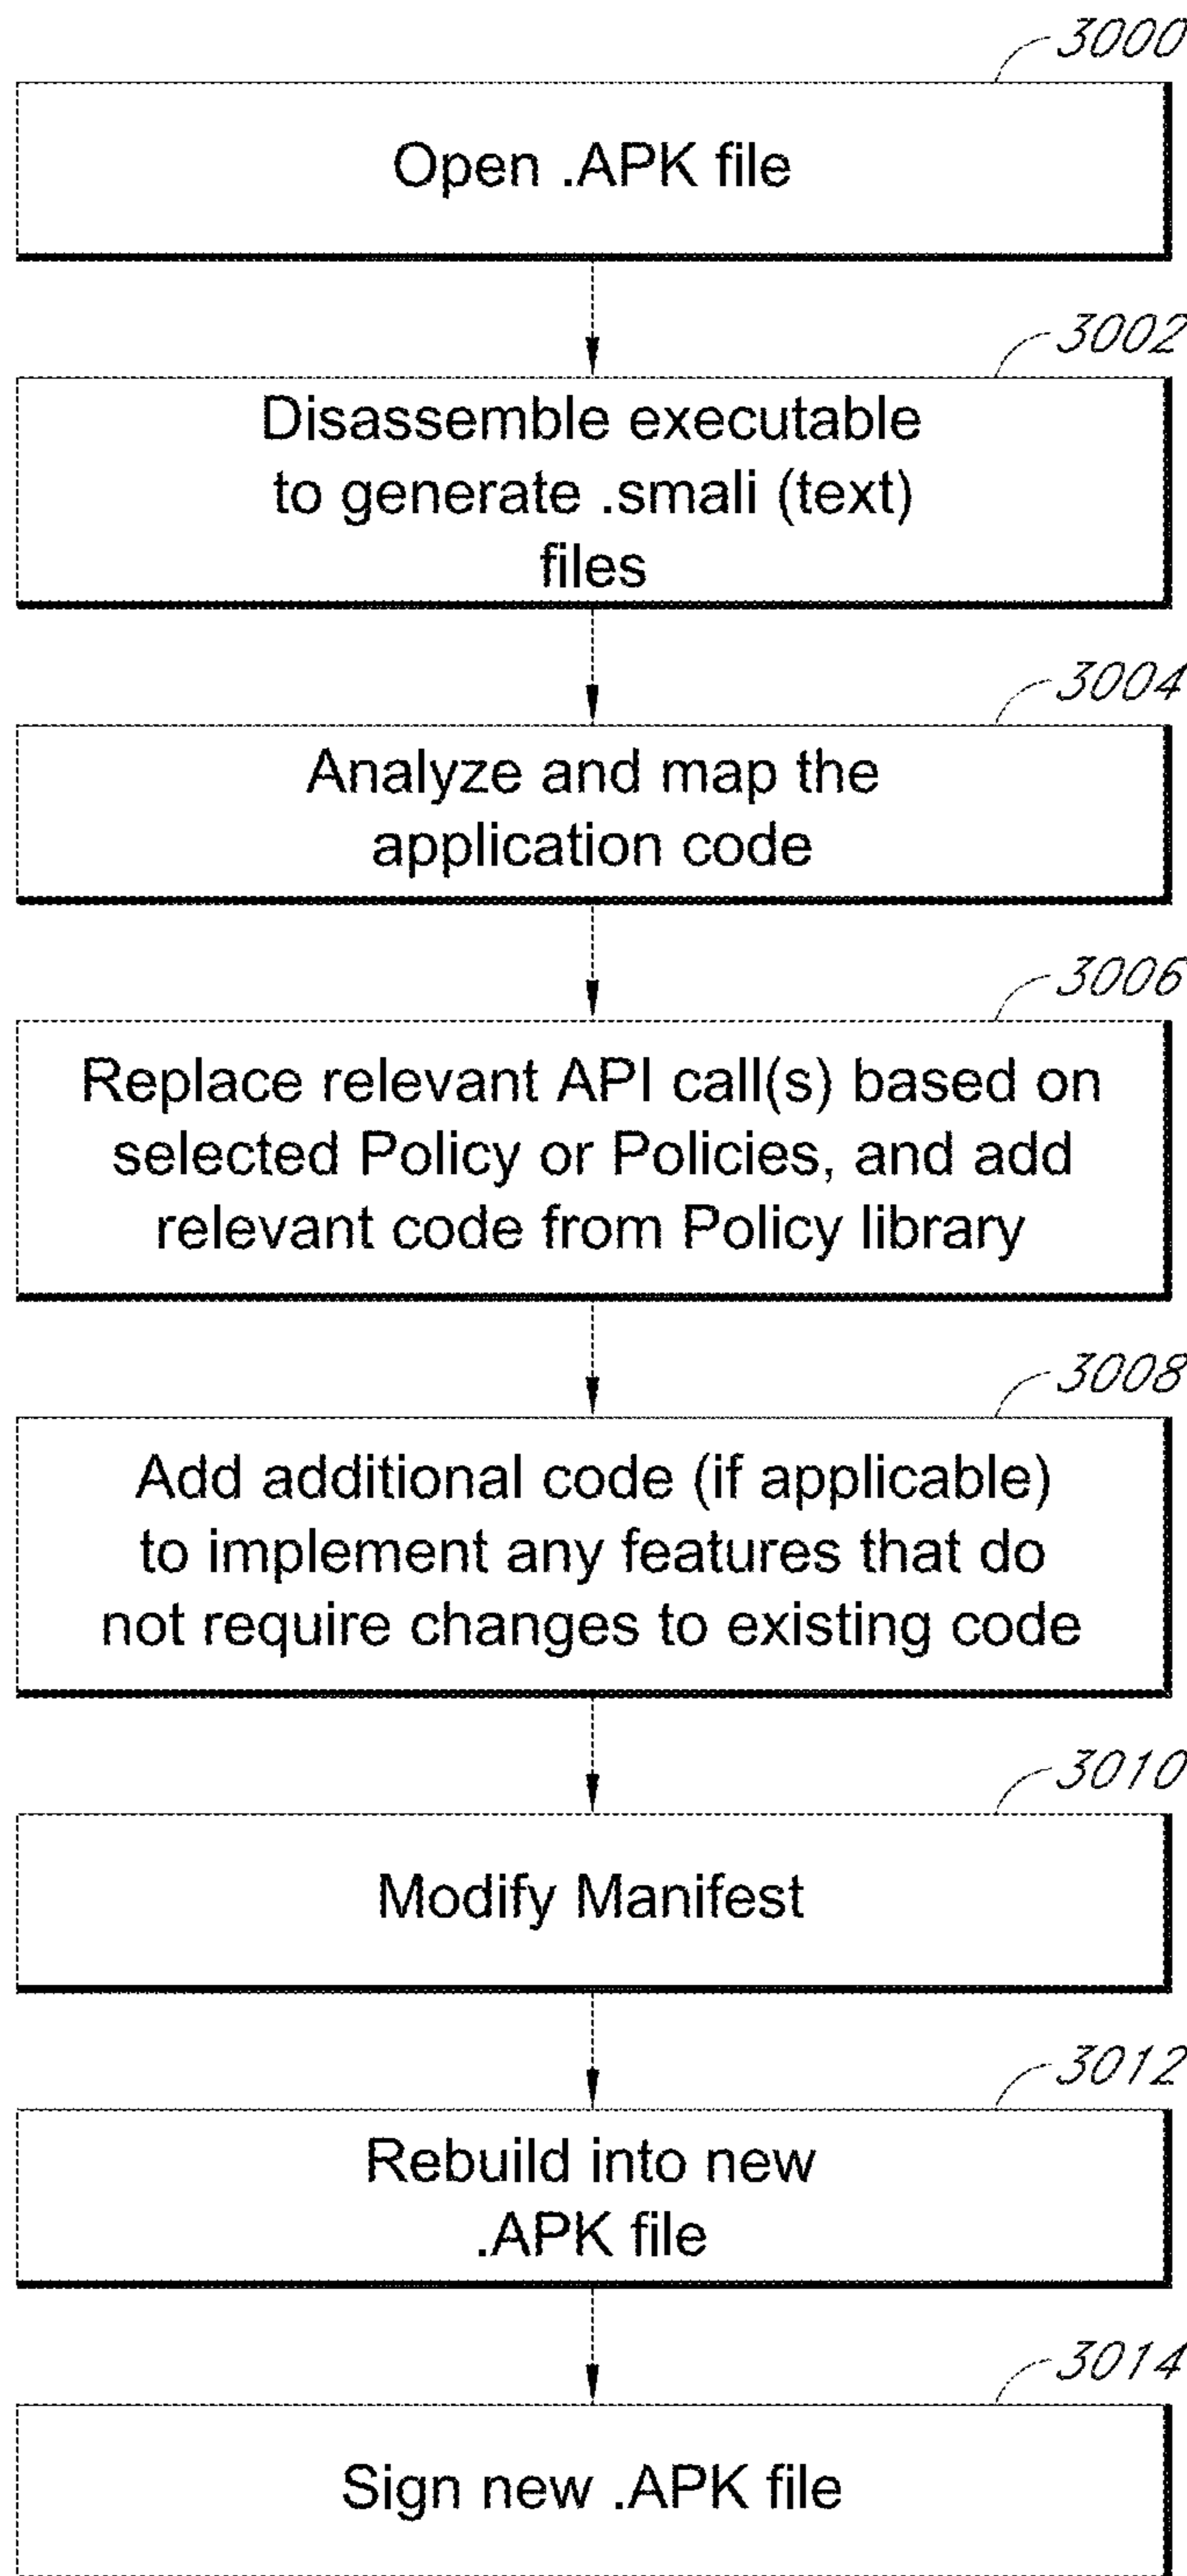 3000
Open .APK file
3002
Disassemble executable
to generate .smali (text)
files
3004
Analyze and map the
application code
3006
Replace relevant API call(s) based on
selected Policy or Policies, and add
relevant code from Policy library
3008
Add additional code (if applicable)
to implement any features that do
not require changes to existing code
3010
Modify Manifest
3012
Rebuild into new
.APK file
3014
Sign new .APK file